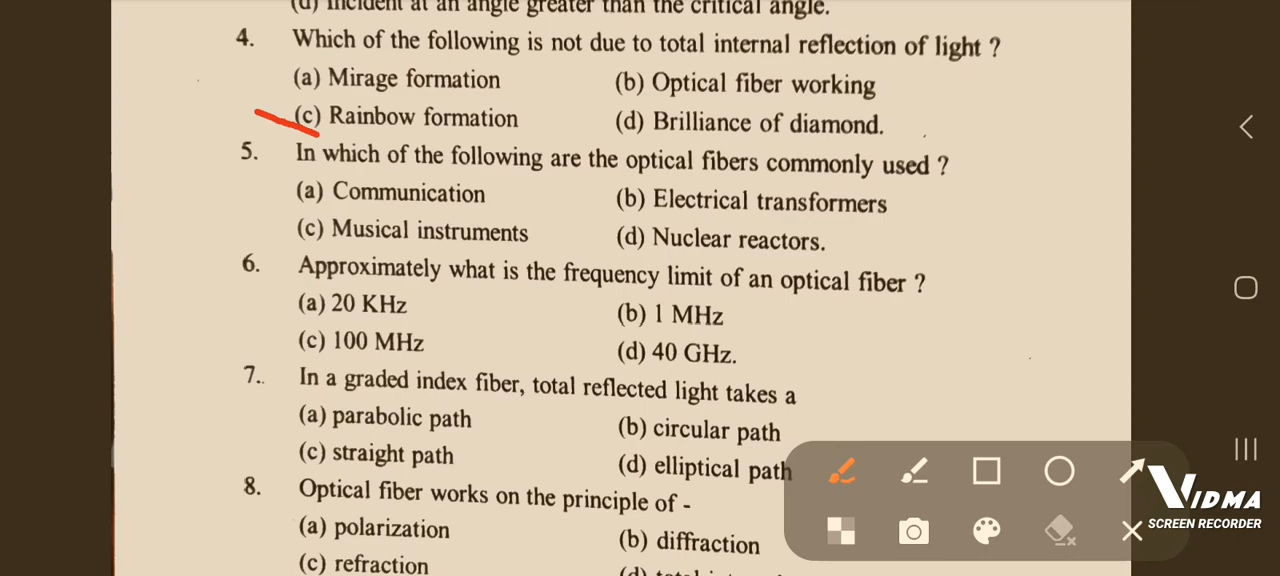 (d) Incident at an angle greater than the critical angle.
4. Which of the following is not due to total internal reflection of light ?
(a) Mirage formation (b) Optical fiber working
(c) Rainbow formation (d) Brilliance of diamond.
5. In which of the following are the optical fibers commonly used ?
(a) Communication (b) Electrical transformers
(c) Musical instruments (d) Nuclear reactors.
6. Approximately what is the frequency limit of an optical fiber ?
(a) 20 KHz (b) 1 MHz
(c) 100 MHz (d) 40 GHz.
7.. In a graded index fiber, total reflected light takes a
(a) parabolic path (b) circular path
(c) straight path (d) elliptical path
8. Optical fiber works on the principle of -
(a) polarization (b) diffraction
(c) refraction (d) total
VIDMA
SCREEN RECORDER